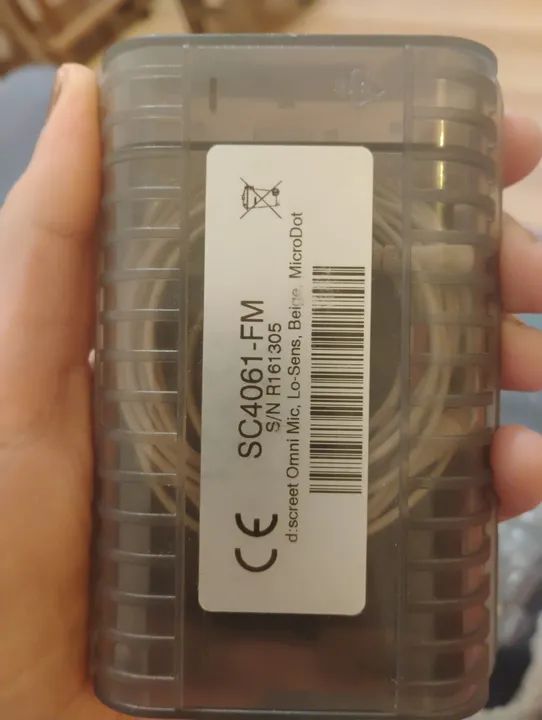 SC4061-FM
S/N R161305
d:screet Omni Mic, Lo-Sens, Beige, MicroDot
CE